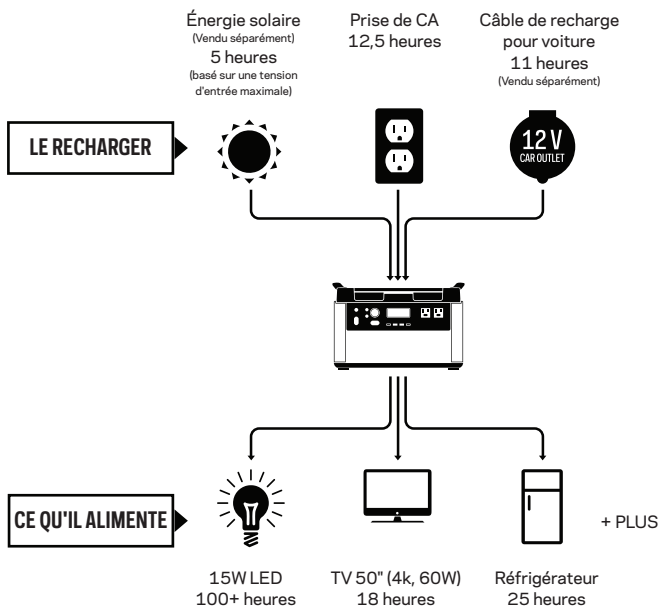 Énergie solaire
(Vendu séparément)
5 heures
(basé sur une tension
d'entrée maximale)
Prise de CA
12,5 heures
Câble de recharge
pour voiture
11 heures
(Vendu séparément)
LE RECHARGER
12 V
CAR OUTLET
CE QU'IL ALIMENTE
+ PLUS
15W LED
100+ heures
TV 50" (4k, 60W)
18 heures
Réfrigérateur
25 heures